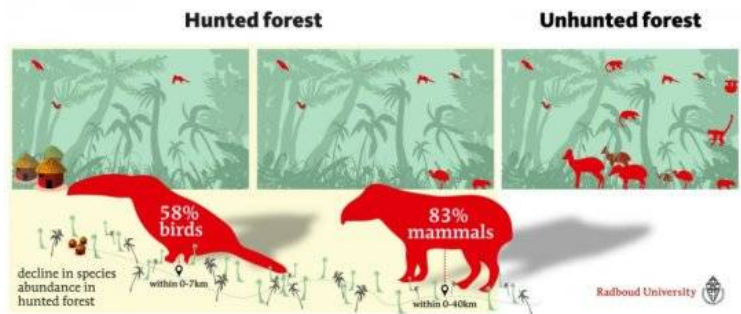 Hunted forest
Unhunted forest
58%
birds
83%
mammals
decline in species
abundance in
hunted forest
within 0-7km
within 0-40km
Radboud University